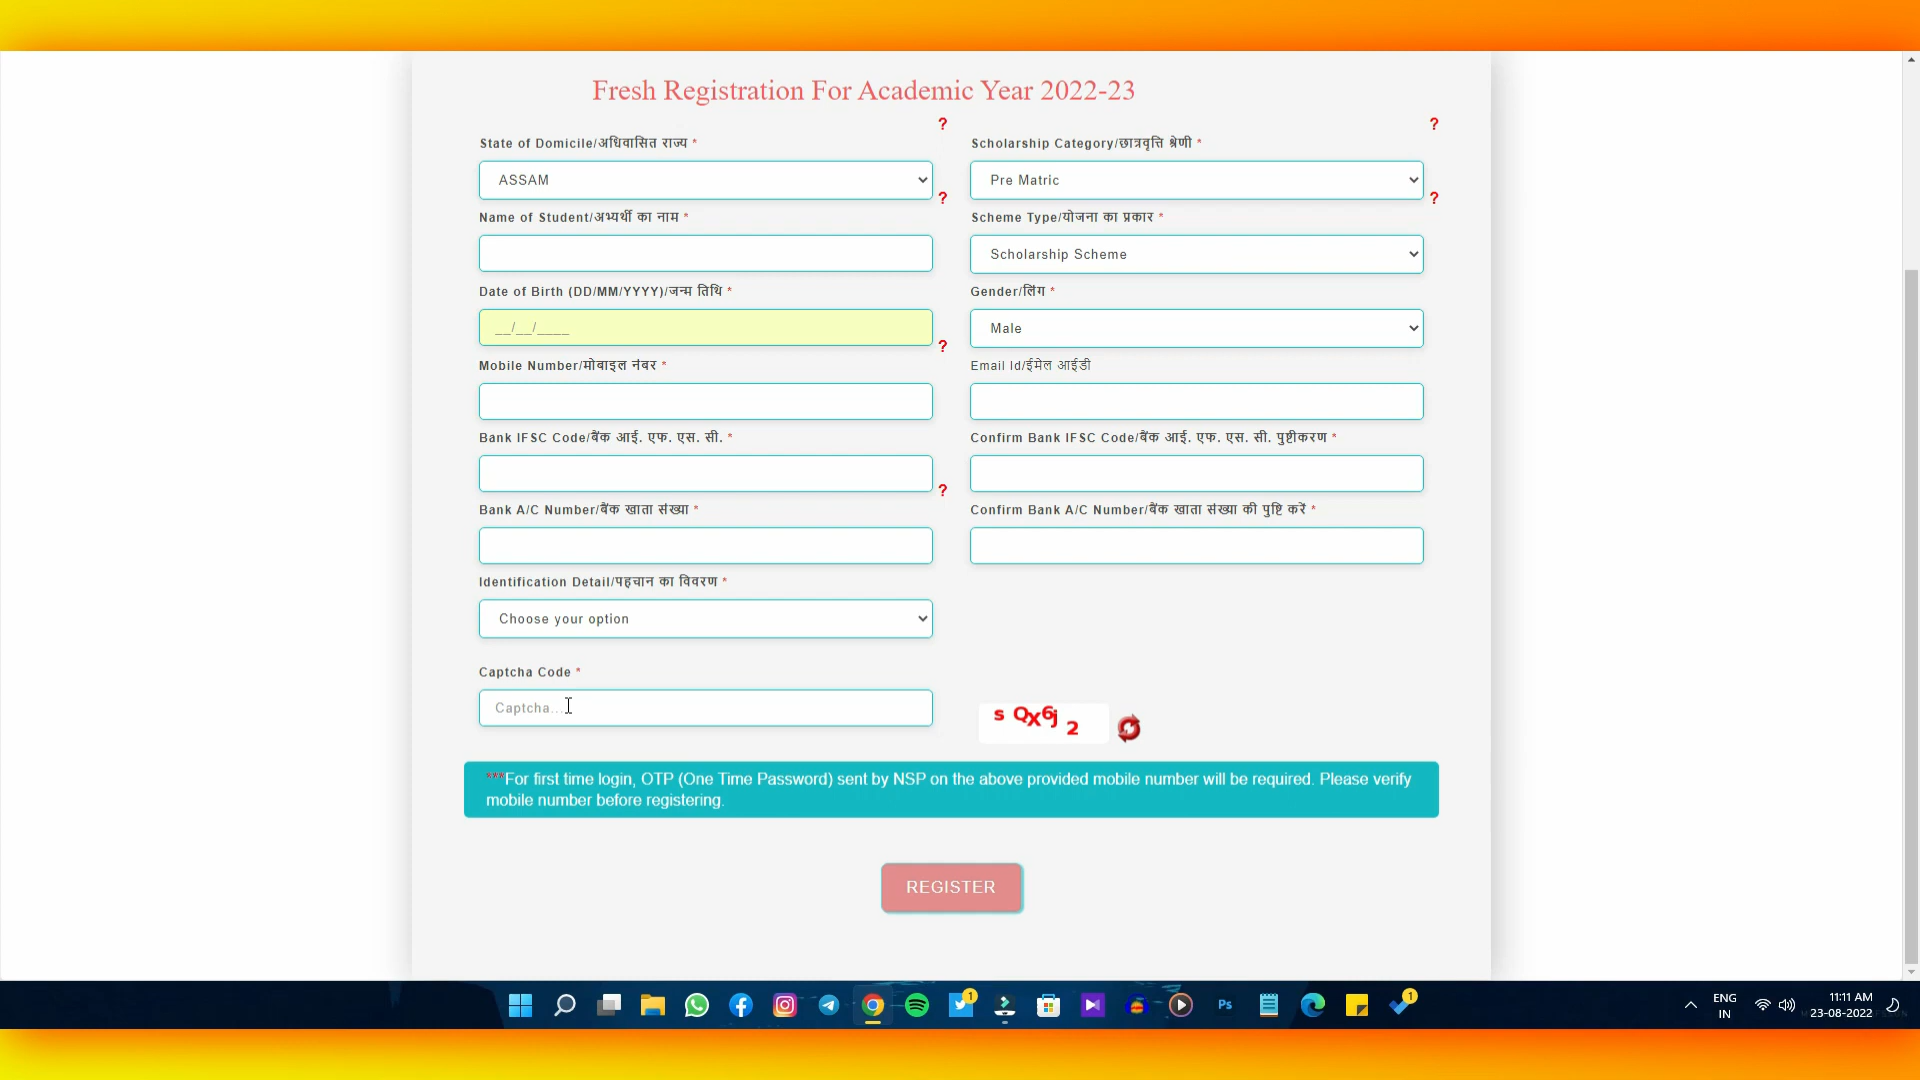 Fresh Registration For Academic Year 2022-23
? ?
State of Domicile/अधिवासित राज्य * Scholarship Category/छात्रवृत्ति श्रेणी *
ASSAM Pre Matric
? ?
Name of Student/अभ्यर्थी का नाम * Scheme Type/योजना का प्रकार *
Scholarship Scheme
Date of Birth (DD/MM/YYYY)/जन्म तिथि * Gender/लिंग *
__/__/____ Male
?
Mobile Number/मोबाइल नंबर * Email Id/ईमेल आईडी
Bank IFSC Code/बैंक आई. एफ. एस. सी. * Confirm Bank IFSC Code/बैंक आई. एफ. एस. सी. पुष्टीकरण *
?
Bank A/C Number/बैंक खाता संख्या * Confirm Bank A/C Number/बैंक खाता संख्या की पुष्टि करें *
Identification Detail/पहचान का विवरण *
Choose your option
Captcha Code *
Captcha... s Qx6j2
***For first time login, OTP (One Time Password) sent by NSP on the above provided mobile number will be required. Please verify
mobile number before registering.
REGISTER
1 Ps 1 ENG 11:11 AM
IN 23-08-2022